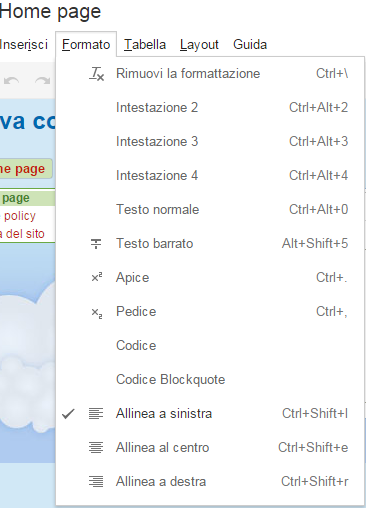 Home page
Inserisci Formato Tabella Layout Guida
Rimuovi la formattazione Ctrl+\
Intestazione 2 Ctrl+Alt+2
Intestazione 3 Ctrl+Alt+3
Intestazione 4 Ctrl+Alt+4
Testo normale Ctrl+Alt+0
Testo barrato Alt+Shift+5
Apice Ctrl+.
Pedice Ctrl+,
Codice
Codice Blockquote
Allinea a sinistra Ctrl+Shift+l
Allinea al centro Ctrl+Shift+e
Allinea a destra Ctrl+Shift+r
va co
me page
page
policy
del sito